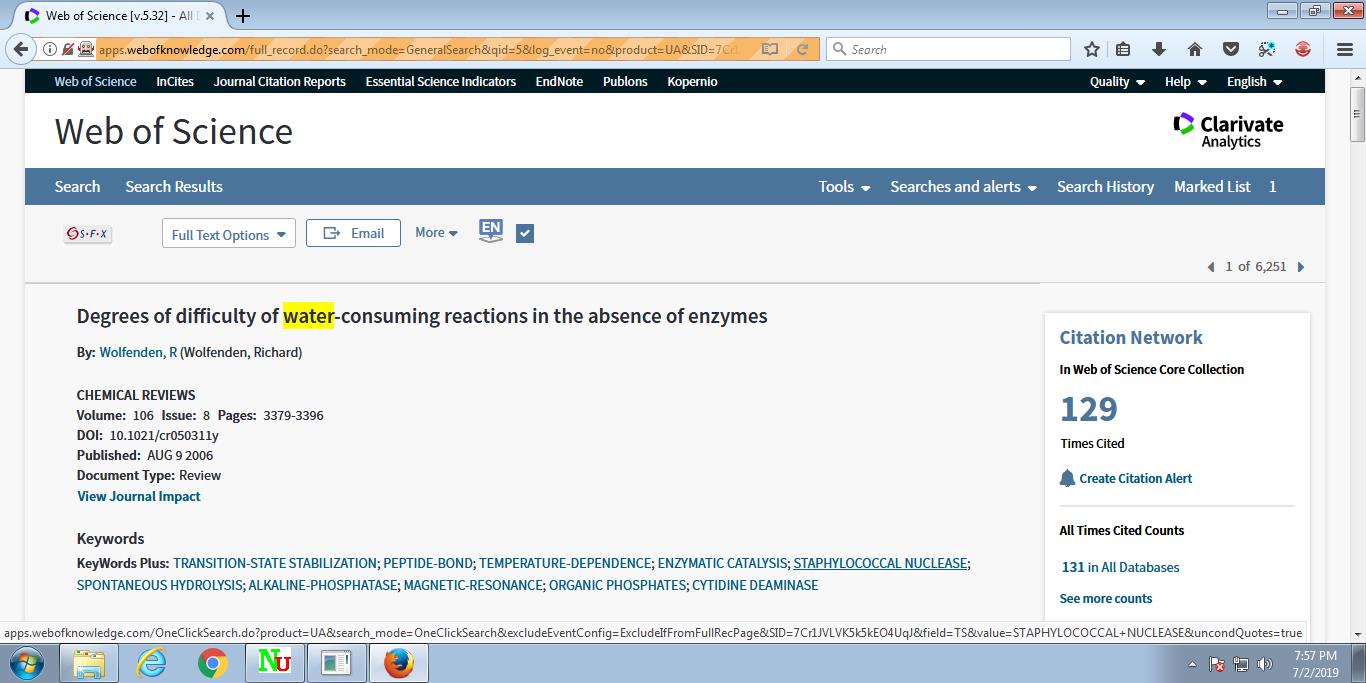 Web of Science [v.5.32] - All
apps.webofknowledge.com/full_record.do?search_mode=GeneralSearch&qid=5&log_event=no&product=UA&SID=7Cr1
Search
Web of Science InCites Journal Citation Reports Essential Science Indicators EndNote Publons Kopernio Quality Help English
Web of Science
Clarivate
Analytics
Search Search Results Tools Searches and alerts Search History Marked List 1
S·F·X Full Text Options Email More EN
1 of 6,251
Degrees of difficulty of water-consuming reactions in the absence of enzymes
By: Wolfenden, R (Wolfenden, Richard)
CHEMICAL REVIEWS
Volume: 106 Issue: 8 Pages: 3379-3396
DOI: 10.1021/cr050311y
Published: AUG 9 2006
Document Type: Review
View Journal Impact
Keywords
KeyWords Plus: TRANSITION-STATE STABILIZATION; PEPTIDE-BOND; TEMPERATURE-DEPENDENCE; ENZYMATIC CATALYSIS; STAPHYLOCOCCAL NUCLEASE;
SPONTANEOUS HYDROLYSIS; ALKALINE-PHOSPHATASE; MAGNETIC-RESONANCE; ORGANIC PHOSPHATES; CYTIDINE DEAMINASE
Citation Network
In Web of Science Core Collection
129
Times Cited
Create Citation Alert
All Times Cited Counts
131 in All Databases
See more counts
apps.webofknowledge.com/OneClickSearch.do?product=UA&search_mode=OneClickSearch&excludeEventConfig=ExcludeIfFromFullRecPage&SID=7Cr1JVLVK5k5kEO4UqJ&field=TS&value=STAPHYLOCOCCAL+NUCLEASE&uncondQuotes=true
NU
7:57 PM
7/2/2019